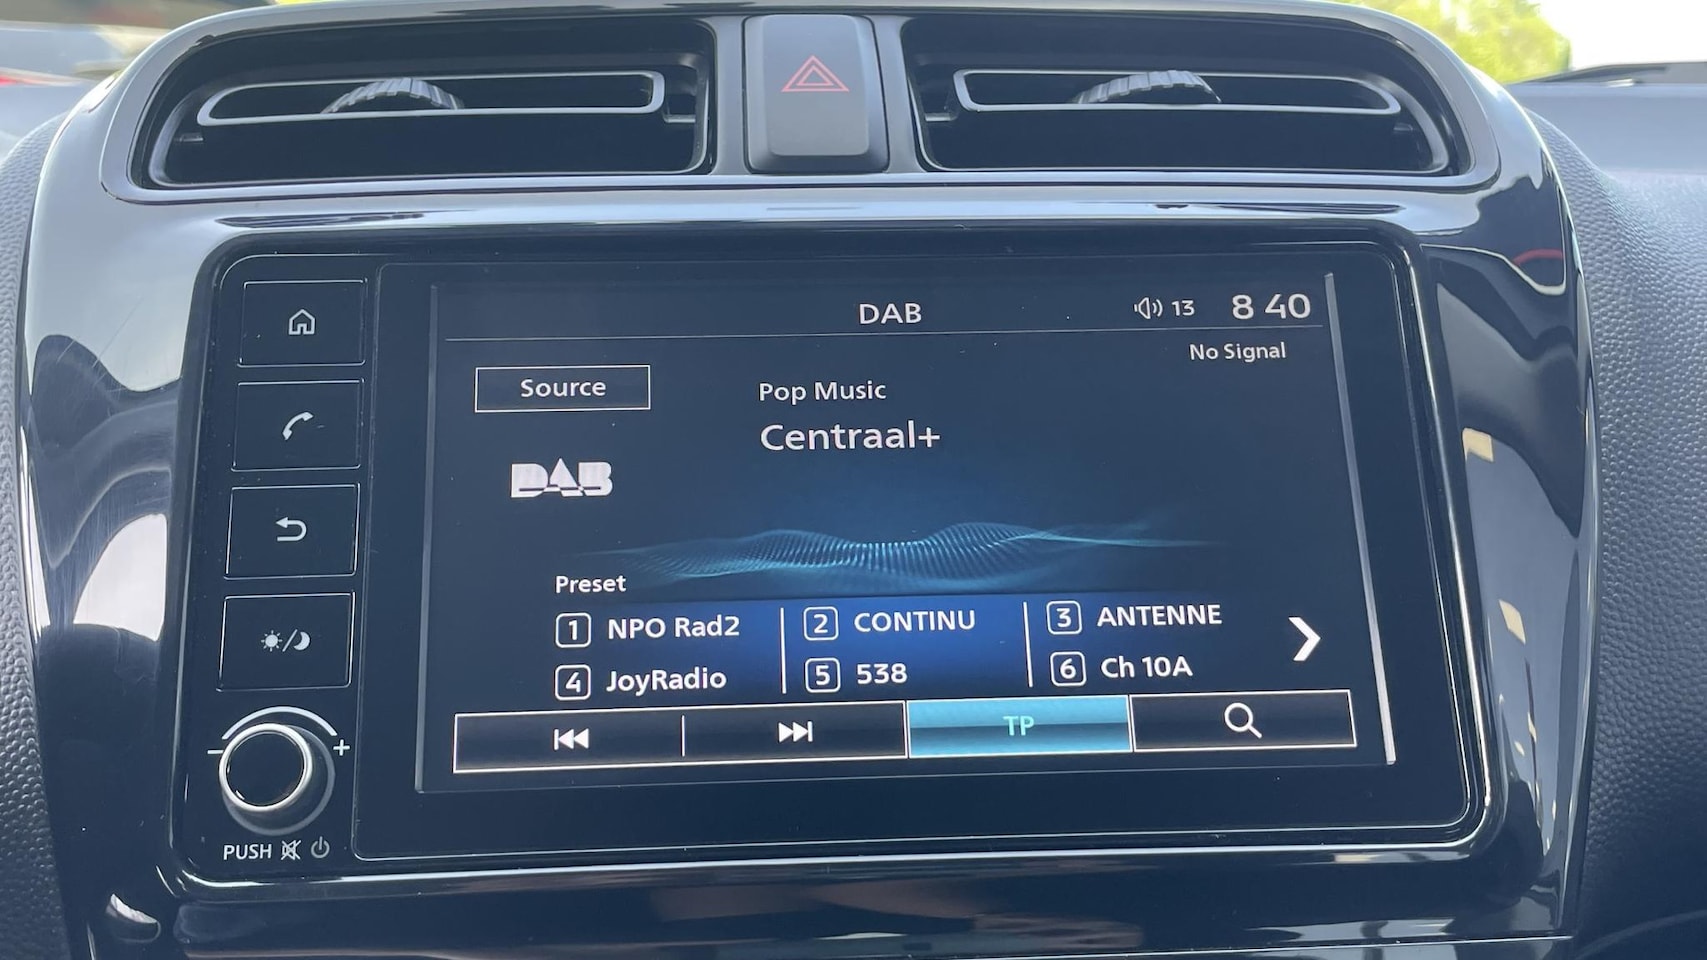 DAB 13 8 40
No Signal
Source
Pop Music
Centraal+
DAB
Preset
1 NPO Rad2 2 CONTINU 3 ANTENNE
4 JoyRadio 5 538 6 Ch 10A
TP
- +
PUSH